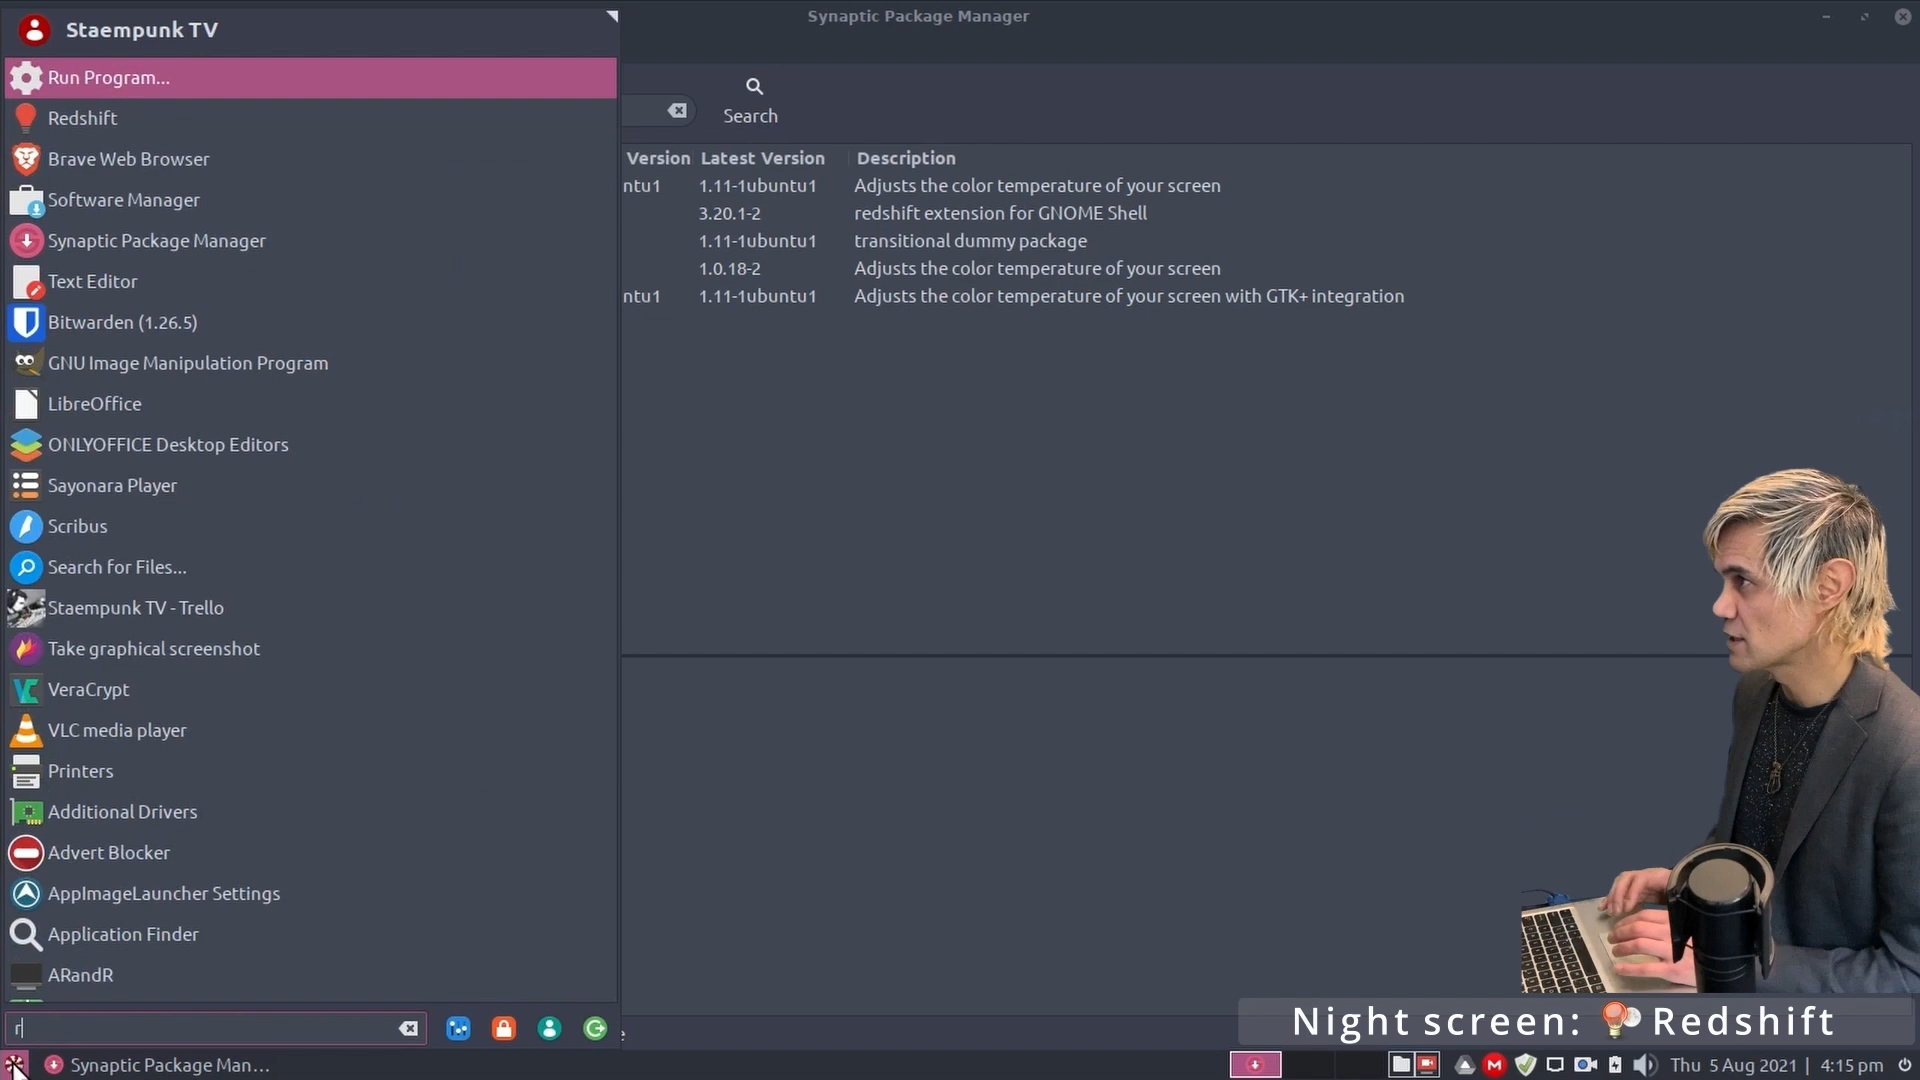 Staempunk TV
Synaptic Package Manager
Run Program...
Redshift
Brave Web Browser
Software Manager
Synaptic Package Manager
Text Editor
Bitwarden (1.26.5)
GNU Image Manipulation Program
LibreOffice
ONLYOFFICE Desktop Editors
Sayonara Player
Scribus
Search for Files...
Staempunk TV - Trello
Take graphical screenshot
VeraCrypt
VLC media player
Printers
Additional Drivers
Advert Blocker
AppImageLauncher Settings
Application Finder
ARandR
r
Search
Version Latest Version Description
ntu1 1.11-1ubuntu1 Adjusts the color temperature of your screen
3.20.1-2 redshift extension for GNOME Shell
1.11-1ubuntu1 transitional dummy package
1.0.18-2 Adjusts the color temperature of your screen
ntu1 1.11-1ubuntu1 Adjusts the color temperature of your screen with GTK+ integration
Night screen: Redshift
Synaptic Package Man...
Thu 5 Aug 2021 | 4:15 pm